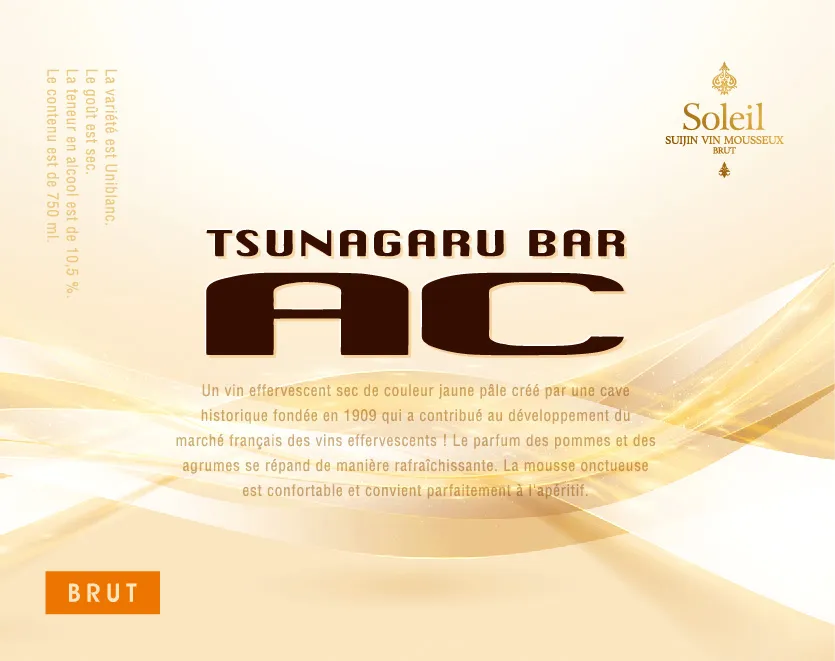 La variété est Uniblanc.
Le goût est sec.
La teneur en alcool est de 10,5 %.
Le contenu est de 750 ml.
Soleil
SUIJIN VIN MOUSSEUX
BRUT
TSUNAGARU BAR
AC
Un vin effervescent sec de couleur jaune pâle créé par une cave
historique fondée en 1909 qui a contribué au développement du
marché français des vins effervescents ! Le parfum des pommes et des
agrumes se répand de manière rafraîchissante. La mousse onctueuse
est confortable et convient parfaitement à l'apéritif.
BRUT